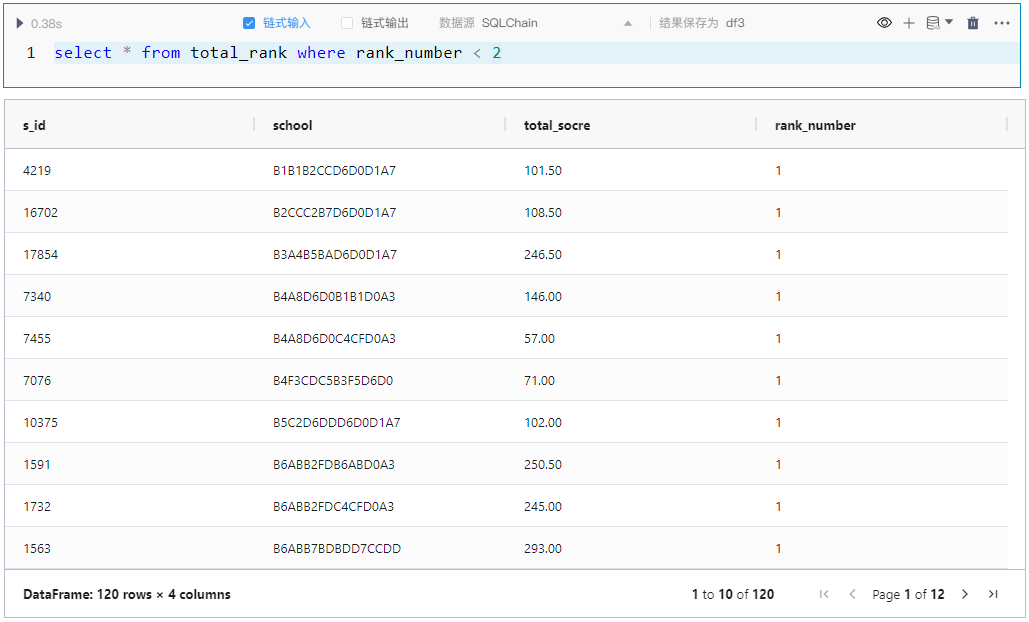 0.38s 链式输入 链式输出 数据源 SQLChain 结果保存为 df3
1 select * from total_rank where rank_number < 2
s_id school total_socre rank_number
4219 B1B1B2CCD6D0D1A7 101.50 1
16702 B2CCC2B7D6D0D1A7 108.50 1
17854 B3A4B5BAD6D0D1A7 246.50 1
7340 B4A8D6D0B1B1D0A3 146.00 1
7455 B4A8D6D0C4CFD0A3 57.00 1
7076 B4F3CDC5B3F5D6D0 71.00 1
10375 B5C2D6DDD6D0D1A7 102.00 1
1591 B6ABB2FDB6ABD0A3 250.50 1
1732 B6ABB2FDC4CFD0A3 245.00 1
1563 B6ABB7BDBDD7CCDD 293.00 1
DataFrame: 120 rows × 4 columns 1 to 10 of 120 Page 1 of 12